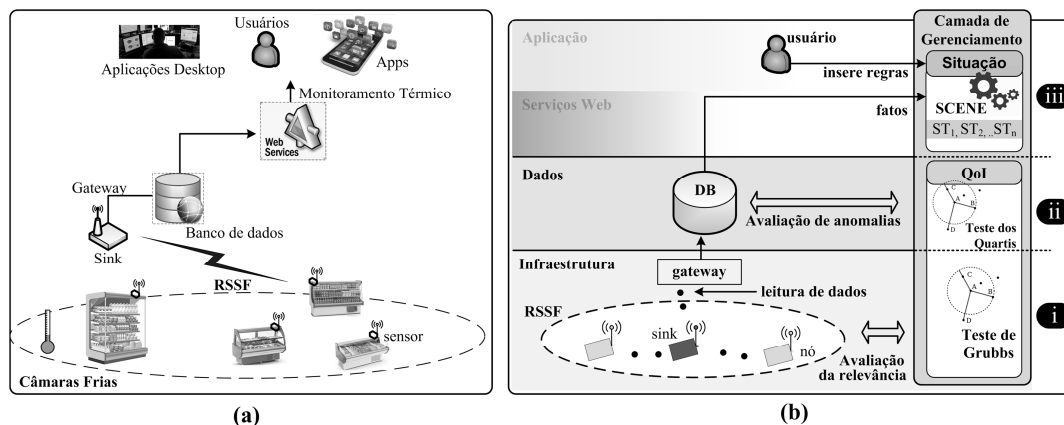 Usuários
Aplicações Desktop
Apps
Monitoramento Térmico
Web
Services
Gateway
Banco de dados
Sink
RSSF
sensor
Câmaras Frias
(a)
Camada de
Gerenciamento
Aplicação
usuário
insere regras
Situação
SCENE
Serviços Web
fatos
ST1, ST2, ..STn
iii
Dados
DB
Avaliação de anomalias
QoI
C
A
B
D
Teste dos
Quartis
ii
Infraestrutura
gateway
leitura de dados
RSSF
sink
nó
Avaliação
da relevância
C
A
B
D
Teste de
Grubbs
i
(b)